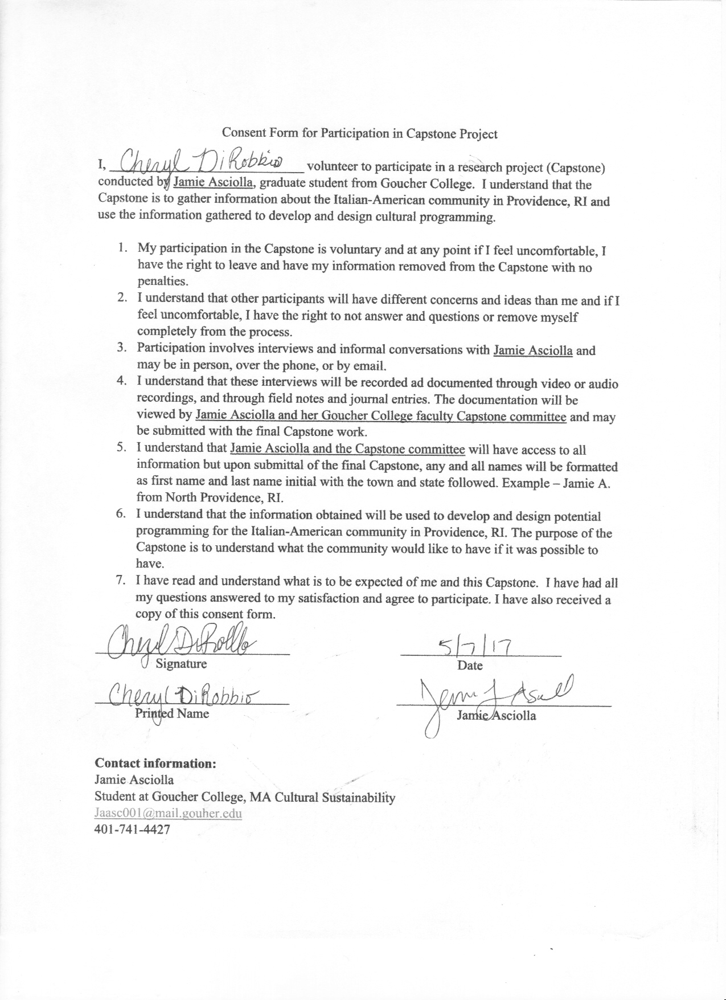 Consent Form for Participation in Capstone Project
I, Cheryl DiRobbio volunteer to participate in a research project (Capstone)
conducted by Jamie Asciolla, graduate student from Goucher College. I understand that the
Capstone is to gather information about the Italian-American community in Providence, RI and
use the information gathered to develop and design cultural programming.
1. My participation in the Capstone is voluntary and at any point if I feel uncomfortable, I
have the right to leave and have my information removed from the Capstone with no
penalties.
2. I understand that other participants will have different concerns and ideas than me and if I
feel uncomfortable, I have the right to not answer and questions or remove myself
completely from the process.
3. Participation involves interviews and informal conversations with Jamie Asciolla and
may be in person, over the phone, or by email.
4. I understand that these interviews will be recorded ad documented through video or audio
recordings, and through field notes and journal entries. The documentation will be
viewed by Jamie Asciolla and her Goucher College faculty Capstone committee and may
be submitted with the final Capstone work.
5. I understand that Jamie Asciolla and the Capstone committee will have access to all
information but upon submittal of the final Capstone, any and all names will be formatted
as first name and last name initial with the town and state followed. Example – Jamie A.
from North Providence, RI.
6. I understand that the information obtained will be used to develop and design potential
programming for the Italian-American community in Providence, RI. The purpose of the
Capstone is to understand what the community would like to have if it was possible to
have.
7. I have read and understand what is to be expected of me and this Capstone. I have had all
my questions answered to my satisfaction and agree to participate. I have also received a
copy of this consent form.
Cheryl DiRobbio 5/7/17
Signature Date
Cheryl DiRobbio
Printed Name Jamie Asciolla
Contact information:
Jamie Asciolla
Student at Goucher College, MA Cultural Sustainability
Jaasc001@mail.gouher.edu
401-741-4427